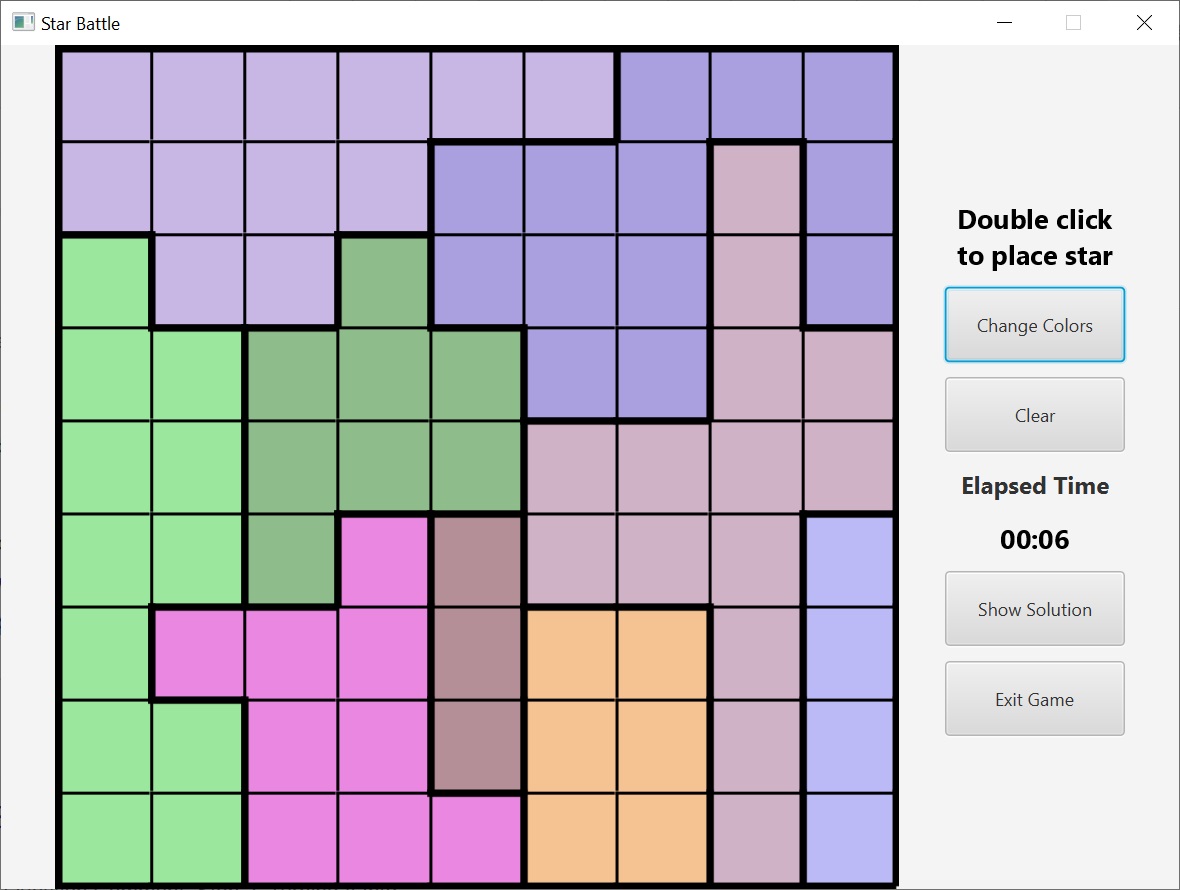 Star Battle
Double click
to place star
Change Colors
Clear
Elapsed Time
00:06
Show Solution
Exit Game